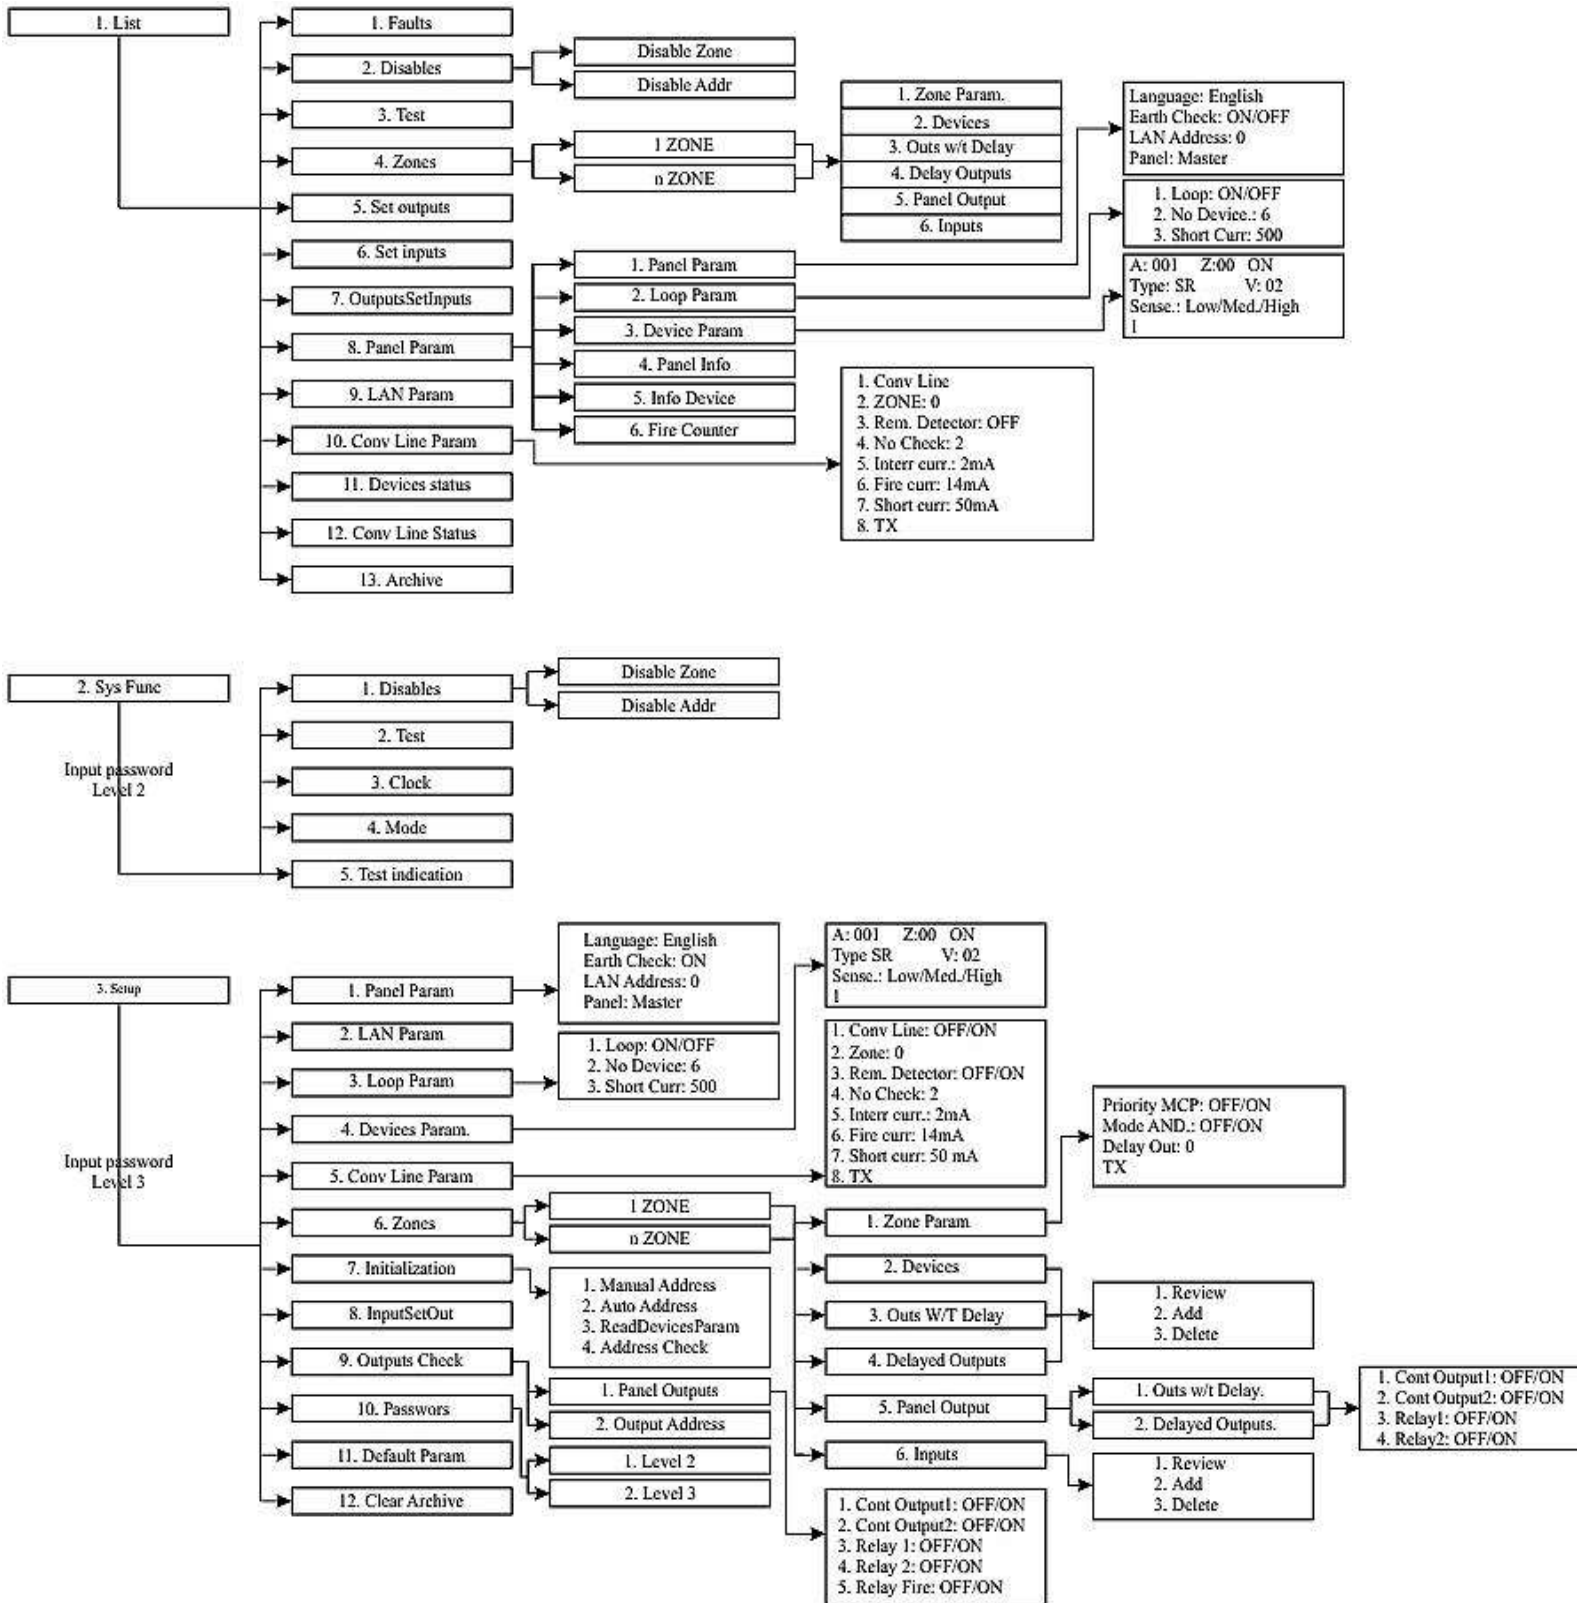 1. List
1. Faults
2. Disables
3. Test
4. Zones
5. Set outputs
6. Set inputs
7. OutputsSetInputs
8. Panel Param
9. LAN Param
10. Conv Line Param
11. Devices status
12. Conv Line Status
13. Archive
Disable Zone
Disable Addr
1 ZONE
n ZONE
1. Zone Param.
2. Devices
3. Outs w/t Delay
4. Delay Outputs
5. Panel Output
6. Inputs
1. Panel Param
2. Loop Param
3. Device Param
4. Panel Info
5. Info Device
6. Fire Counter
Language: English
Earth Check: ON/OFF
LAN Address: 0
Panel: Master
1. Loop: ON/OFF
2. No Device.: 6
3. Short Curr: 500
A: 001 Z:00 ON
Type: SR V: 02
Sense.: Low/Med./High
1
1. Conv Line
2. ZONE: 0
3. Rem. Detector: OFF
4. No Check: 2
5. Interr curr.: 2mA
6. Fire curr: 14mA
7. Short curr: 50mA
8. TX
2. Sys Func
Input password
Level 2
1. Disables
2. Test
3. Clock
4. Mode
5. Test indication
Disable Zone
Disable Addr
3. Setup
Input password
Level 3
1. Panel Param
2. LAN Param
3. Loop Param
4. Devices Param.
5. Conv Line Param
6. Zones
7. Initialization
8. InputSetOut
9. Outputs Check
10. Passwors
11. Default Param
12. Clear Archive
Language: English
Earth Check: ON
LAN Address: 0
Panel: Master
1. Loop: ON/OFF
2. No Device: 6
3. Short Curr: 500
1 ZONE
n ZONE
1. Manual Address
2. Auto Address
3. ReadDevicesParam
4. Address Check
1. Panel Outputs
2. Output Address
1. Level 2
2. Level 3
A: 001 Z:00 ON
Type SR V: 02
Sense.: Low/Med./High
1
1. Conv Line: OFF/ON
2. Zone: 0
3. Rem. Detector: OFF/ON
4. No Check: 2
5. Interr curr.: 2mA
6. Fire curr: 14mA
7. Short curr: 50 mA
8. TX
1. Zone Param
2. Devices
3. Outs W/T Delay
4. Delayed Outputs
5. Panel Output
6. Inputs
1. Cont Output1: OFF/ON
2. Cont Output2: OFF/ON
3. Relay 1: OFF/ON
4. Relay 2: OFF/ON
5. Relay Fire: OFF/ON
Priority MCP: OFF/ON
Mode AND.: OFF/ON
Delay Out: 0
TX
1. Review
2. Add
3. Delete
1. Outs w/t Delay.
2. Delayed Outputs.
1. Review
2. Add
3. Delete
1. Cont Output1: OFF/ON
2. Cont Output2: OFF/ON
3. Relay1: OFF/ON
4. Relay2: OFF/ON